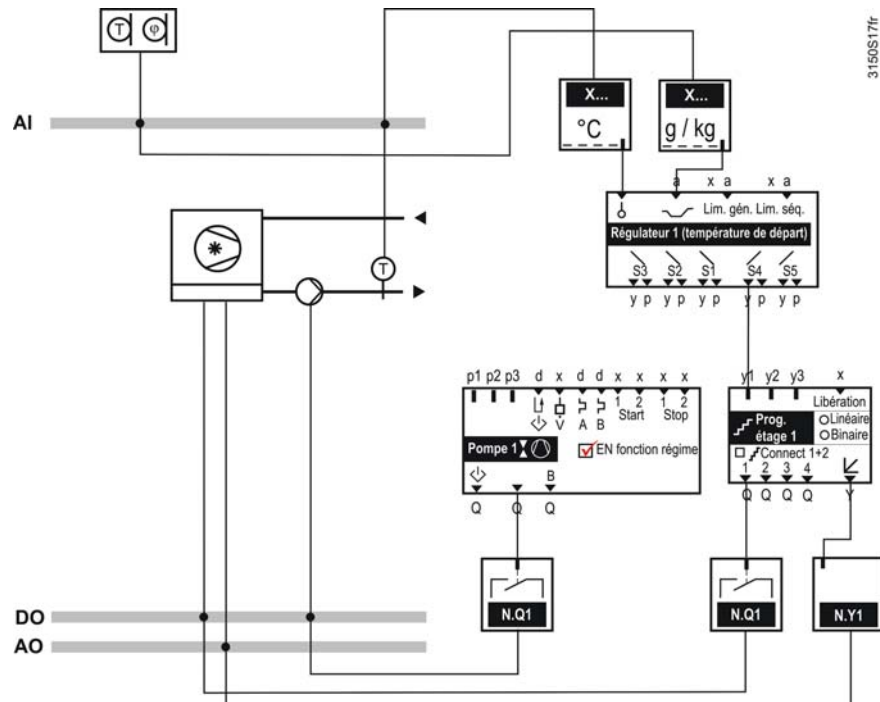 T φ
3150S17fr
X... X...
AI
°C g / kg
a x a x a
Lim. gén. Lim. séq.
Régulateur 1 (température de départ)
T
S3 S2 S1 S4 S5
y p y p y p y p y p
p1 p2 p3 d x d d x x x x
y1 y2 y3 x
1 2 1 2
V A B Start Stop
Libération
Prog. étage 1
Linéaire
Binaire
Pompe 1 EN fonction régime
Connect 1+2
B
1 2 3 4
Q Q Q
Q Q Q Q Y
N.Q1 N.Q1 N.Y1
DO
AO